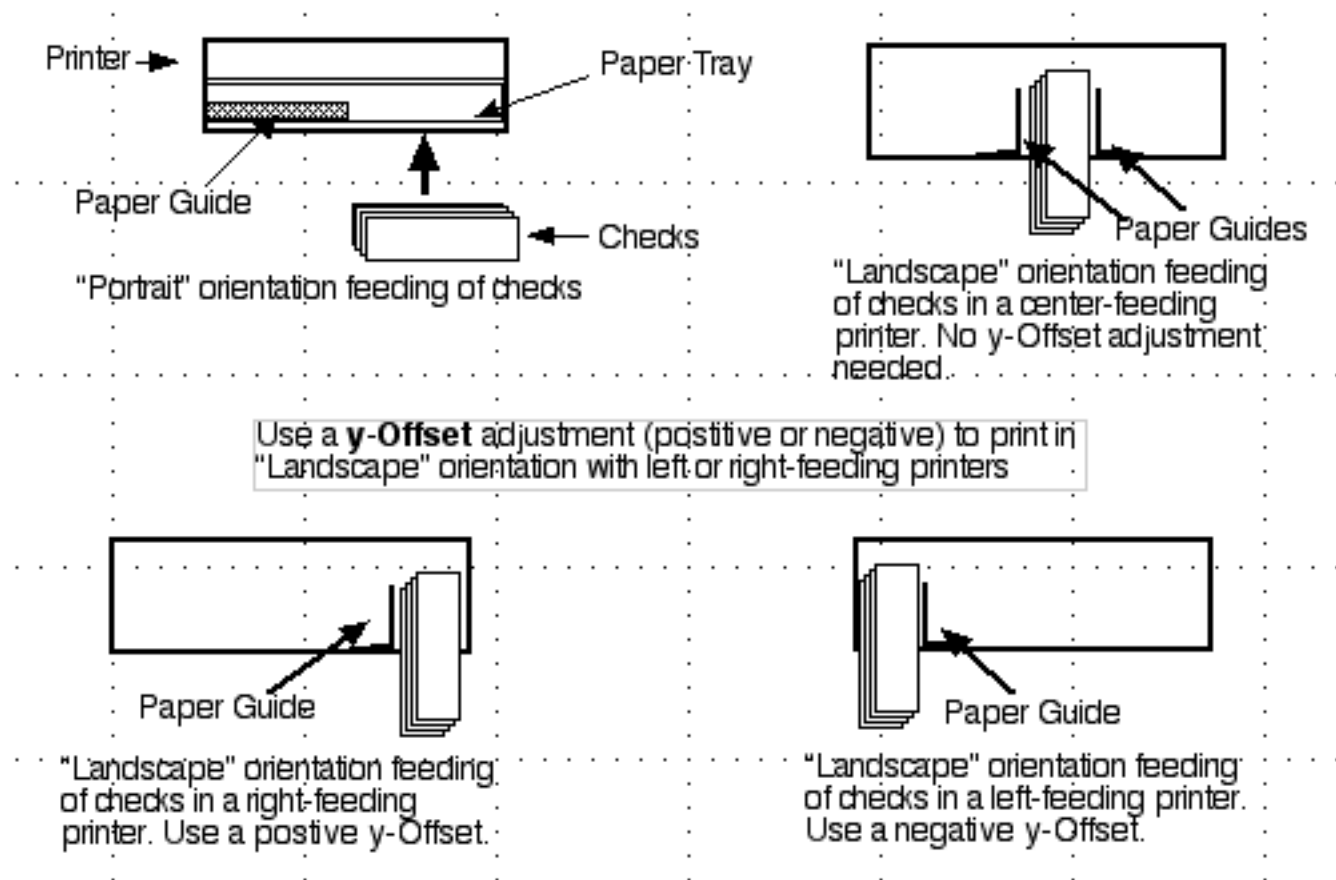 Printer
Paper Tray
Paper Guide
Checks
"Portrait" orientation feeding of checks
Paper Guides
"Landscape" orientation feeding
of checks in a center-feeding
printer. No y-Offset adjustment
needed.
Use a y-Offset adjustment (postitive or negative) to print in
"Landscape" orientation with left or right-feeding printers
Paper Guide
"Landscape" orientation feeding
of checks in a right-feeding
printer. Use a postive y-Offset.
Paper Guide
"Landscape" orientation feeding
of checks in a left-feeding printer.
Use a negative y-Offset.